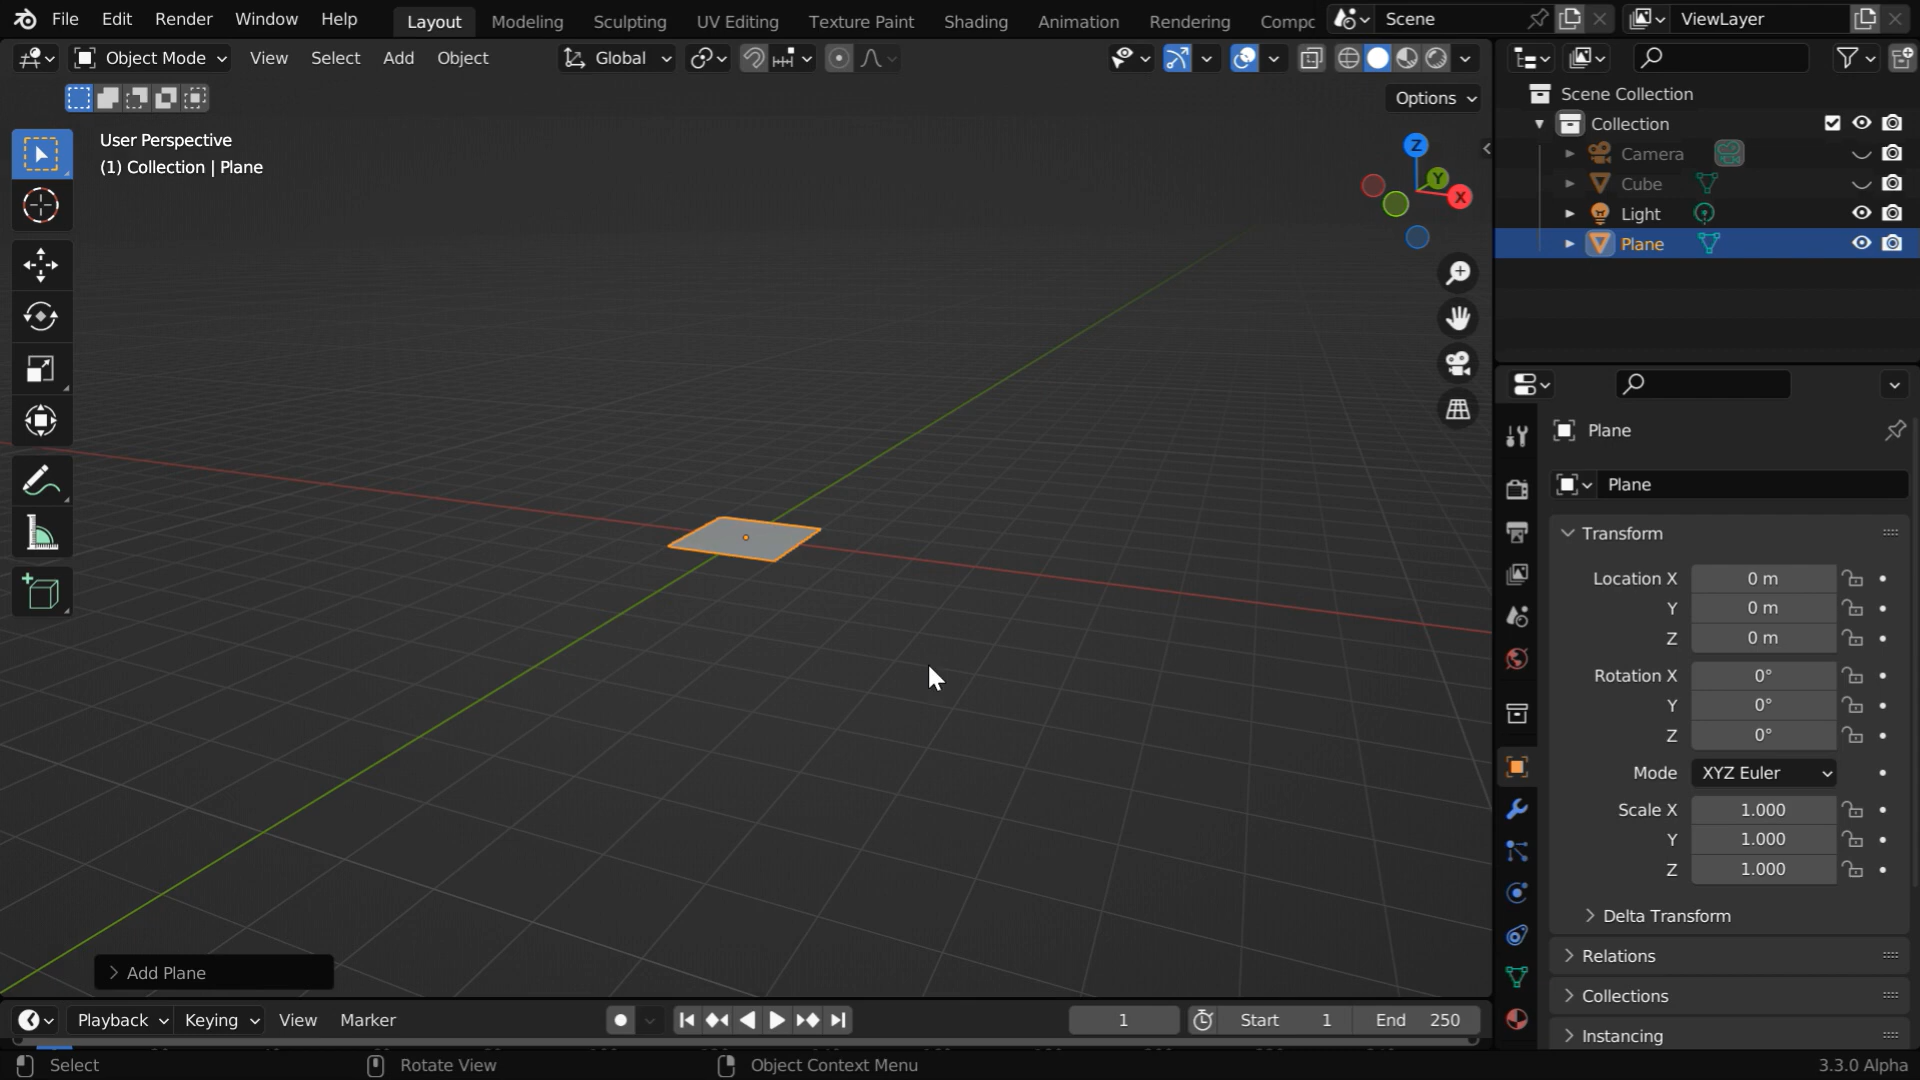 File Edit Render Window Help Layout Modeling Sculpting UV Editing Texture Paint Shading Animation Rendering Compo Scene ViewLayer
Object Mode View Select Add Object Global
Options
User Perspective
(1) Collection | Plane
Z
Y
X
Add Plane
Scene Collection
Collection
Camera
Cube
Light
Plane
Plane
Plane
Transform
Location X 0 m
Y 0 m
Z 0 m
Rotation X 0°
Y 0°
Z 0°
Mode XYZ Euler
Scale X 1.000
Y 1.000
Z 1.000
Delta Transform
Relations
Collections
Instancing
Playback Keying View Marker 1 Start 1 End 250
Select Rotate View Object Context Menu 3.3.0 Alpha